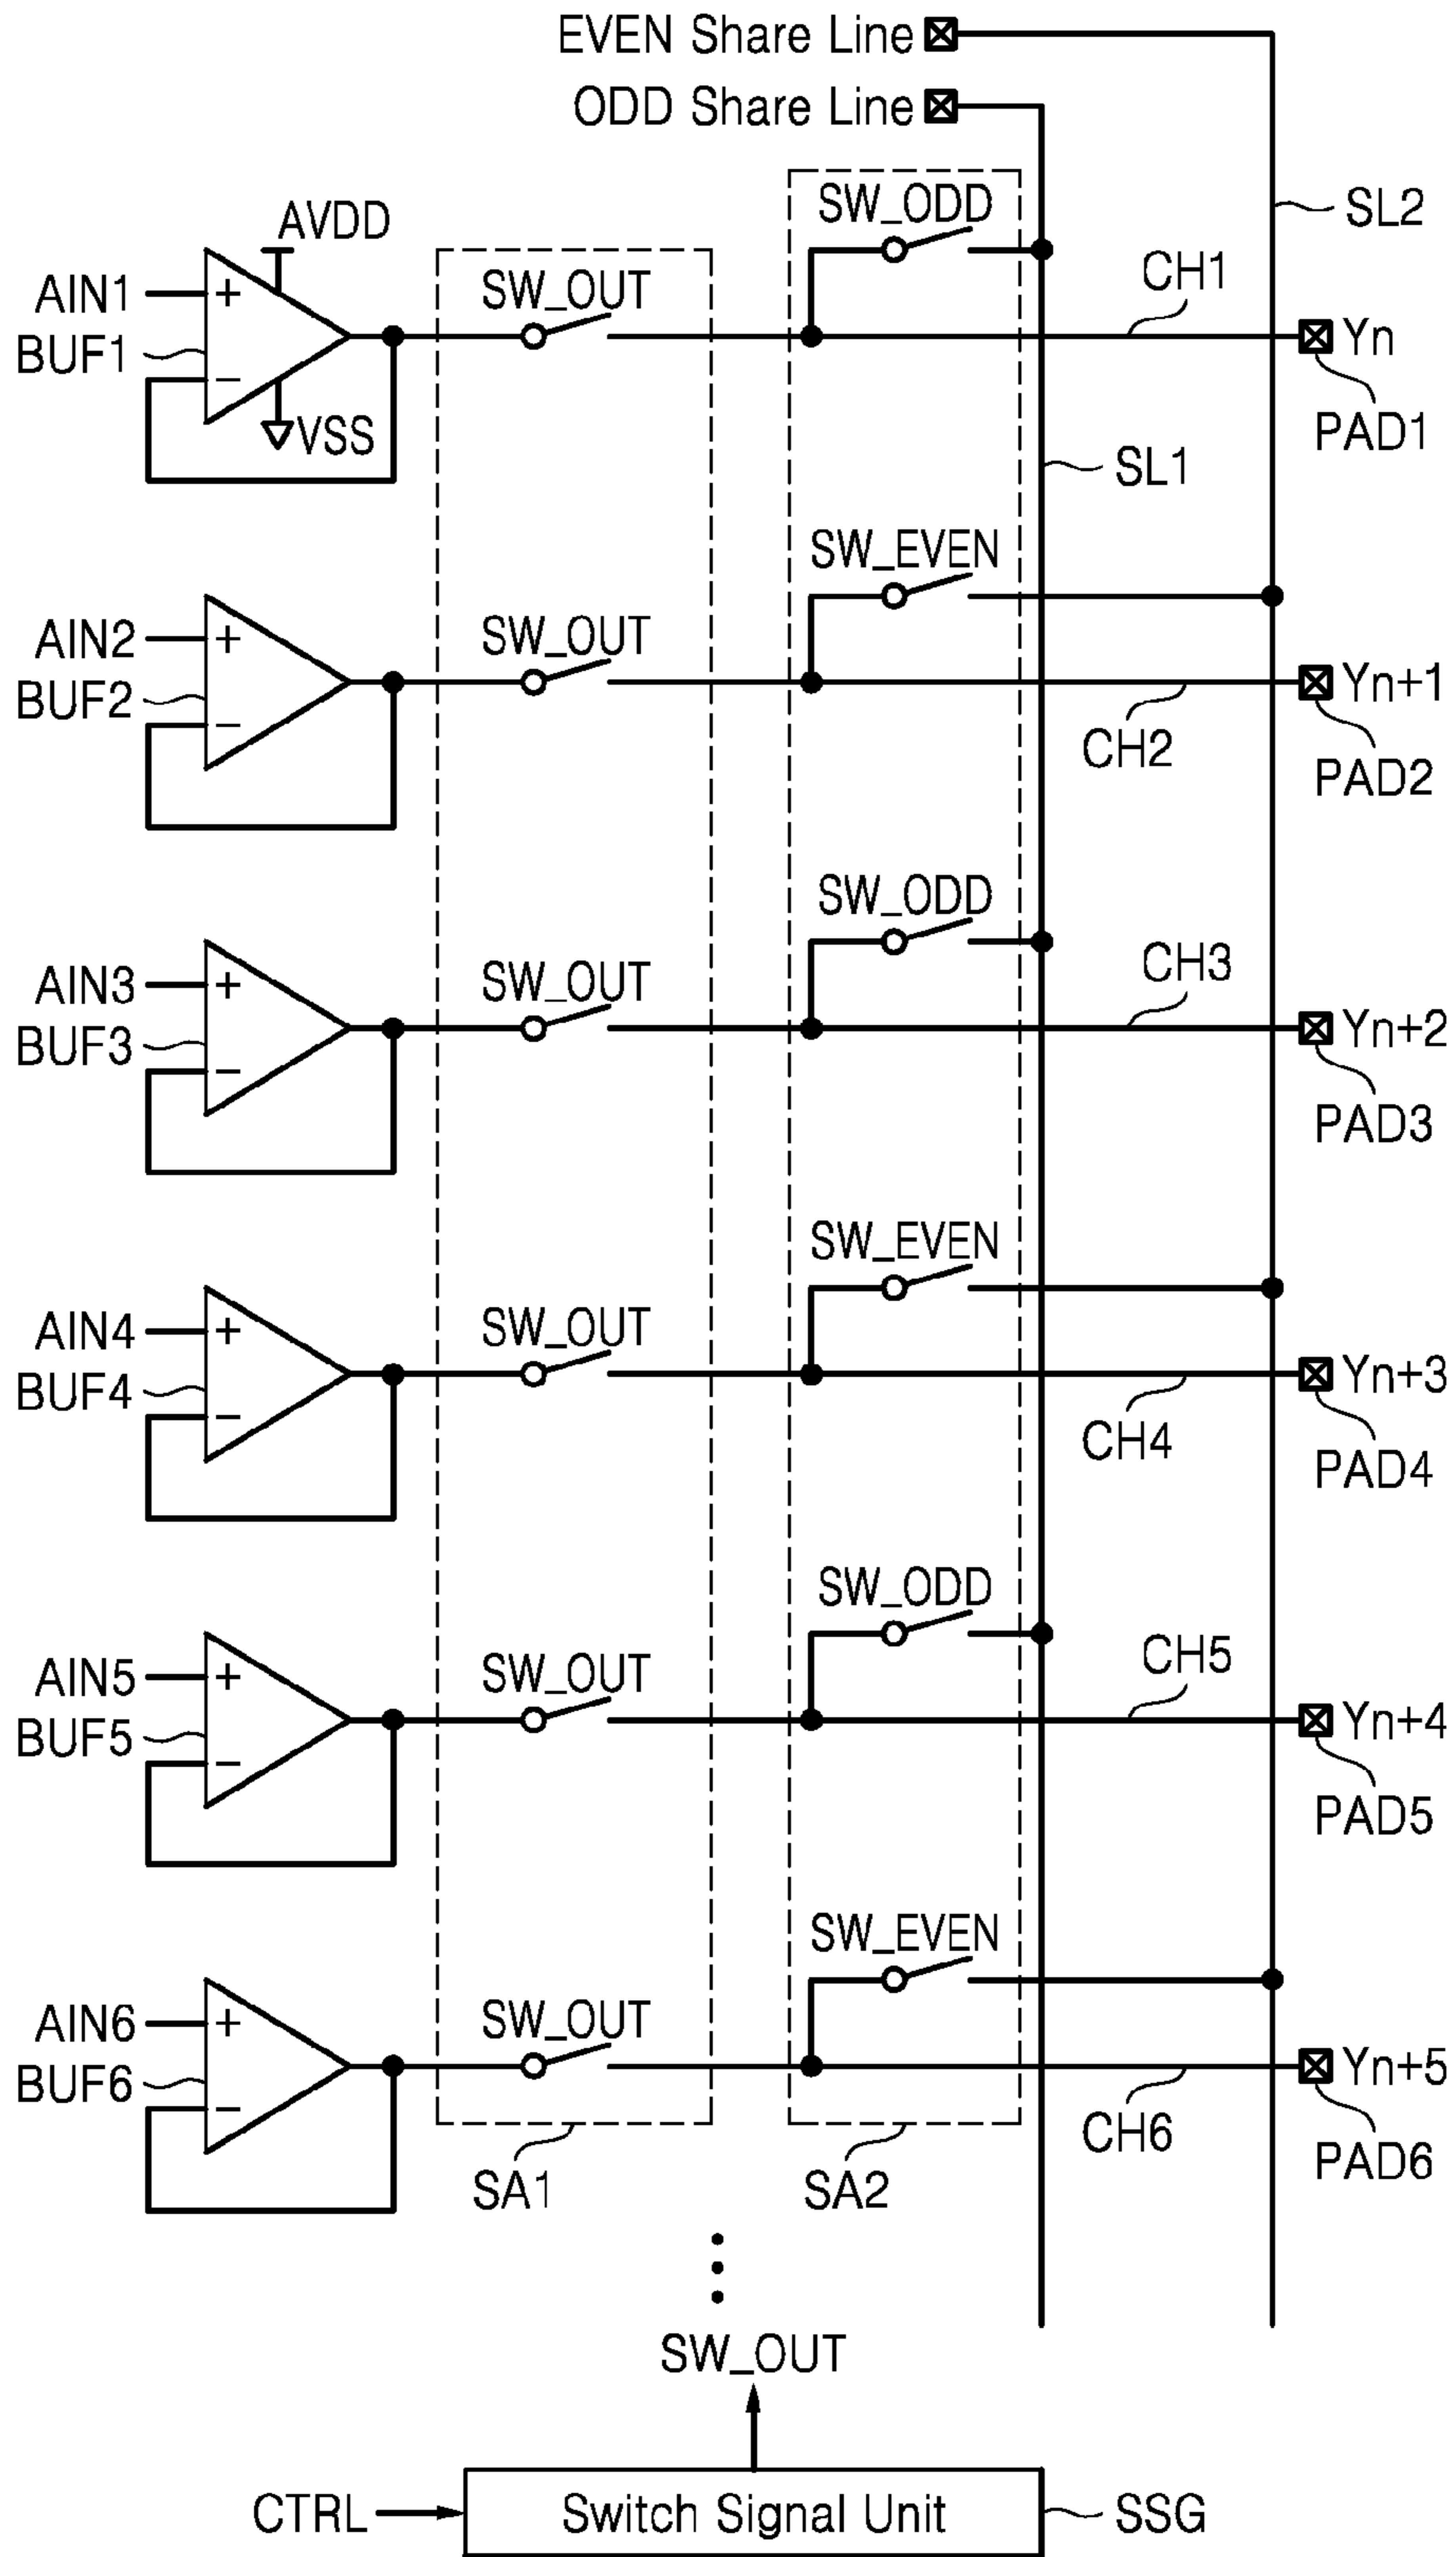 EVEN Share Line
ODD Share Line
SW_ODD
SL2
AVDD
AIN1
+
SW_OUT
CH1
BUF1
−
Yn
VSS
PAD1
SL1
SW_EVEN
AIN2
+
SW_OUT
BUF2
−
Yn+1
CH2
PAD2
SW_ODD
AIN3
+
SW_OUT
CH3
BUF3
−
Yn+2
PAD3
SW_EVEN
AIN4
+
SW_OUT
BUF4
−
Yn+3
CH4
PAD4
SW_ODD
AIN5
+
SW_OUT
CH5
BUF5
−
Yn+4
PAD5
SW_EVEN
AIN6
+
SW_OUT
BUF6
−
Yn+5
CH6
PAD6
SA1
SA2
SW_OUT
CTRL
Switch Signal Unit
SSG